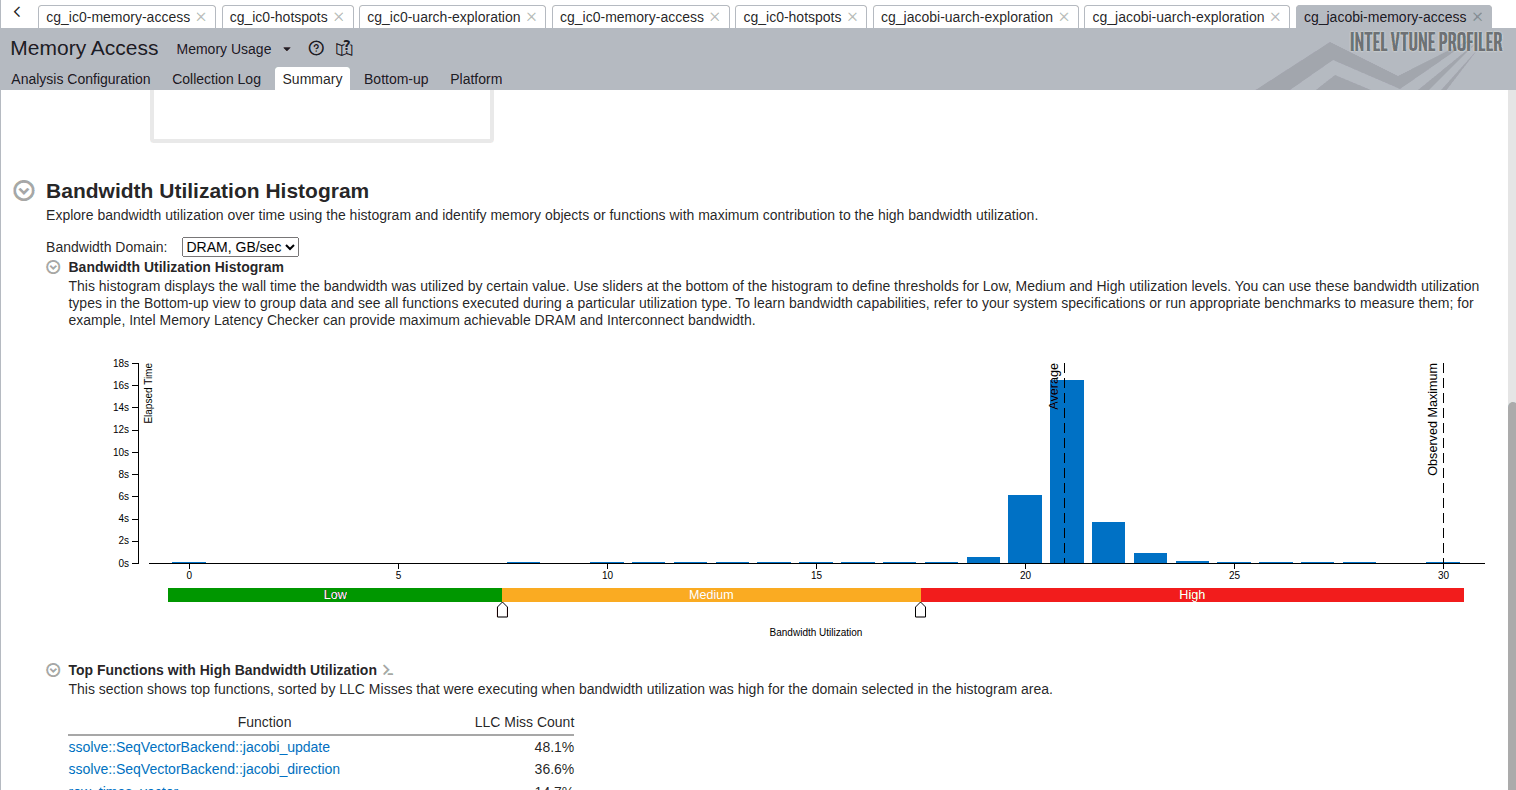 cg_ic0-memory-access
cg_ic0-hotspots
cg_ic0-uarch-exploration
cg_ic0-memory-access
cg_ic0-hotspots
cg_jacobi-uarch-exploration
cg_jacobi-uarch-exploration
cg_jacobi-memory-access
Memory Access Memory Usage
INTEL VTUNE PROFILER
Analysis Configuration Collection Log Summary Bottom-up Platform
Bandwidth Utilization Histogram
Explore bandwidth utilization over time using the histogram and identify memory objects or functions with maximum contribution to the high bandwidth utilization.
Bandwidth Domain: DRAM, GB/sec
Bandwidth Utilization Histogram
This histogram displays the wall time the bandwidth was utilized by certain value. Use sliders at the bottom of the histogram to define thresholds for Low, Medium and High utilization levels. You can use these bandwidth utilization
types in the Bottom-up view to group data and see all functions executed during a particular utilization type. To learn bandwidth capabilities, refer to your system specifications or run appropriate benchmarks to measure them; for
example, Intel Memory Latency Checker can provide maximum achievable DRAM and Interconnect bandwidth.
18s
16s
14s
12s
10s
8s
6s
4s
2s
0s
Elapsed Time
Average
Observed Maximum
0 5 10 15 20 25 30
Low Medium High
Bandwidth Utilization
Top Functions with High Bandwidth Utilization
This section shows top functions, sorted by LLC Misses that were executing when bandwidth utilization was high for the domain selected in the histogram area.
Function LLC Miss Count
ssolve::SeqVectorBackend::jacobi_update 48.1%
ssolve::SeqVectorBackend::jacobi_direction 36.6%